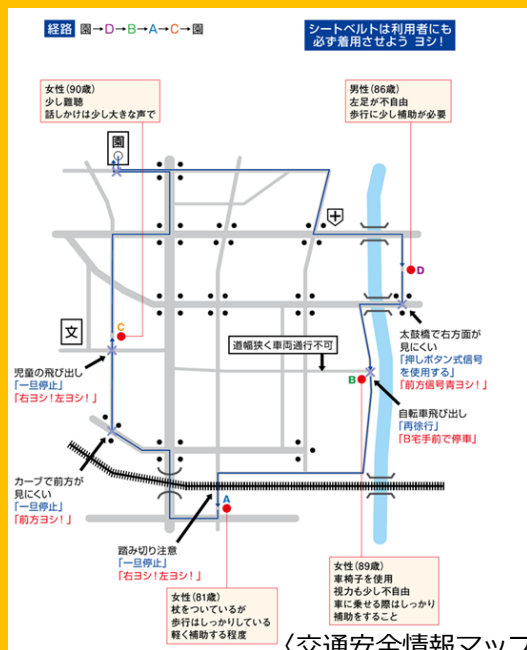 経路 園→D→B→A→C→園
シートベルトは利用者にも
必ず着用させよう ヨシ!
女性(90歳)
少し難聴
話しかけは少し大きな声で
男性(86歳)
左足が不自由
歩行に少し補助が必要
園
D
文
C
太鼓橋で右方面が
見にくい
「押しボタン式信号
を使用する」
「前方信号青ヨシ!」
道幅狭く車両通行不可
児童の飛び出し
「一旦停止」
「右ヨシ!左ヨシ!」
B
自転車飛び出し
「再徐行」
「B宅手前で停車」
カーブで前方が
見にくい
「一旦停止」
「前方ヨシ!」
A
踏み切り注意
「一旦停止」
「右ヨシ!左ヨシ!」
女性(81歳)
杖をついているが
歩行はしっかりしている
軽く補助する程度
女性(89歳)
車椅子を使用
視力も少し不自由
車に乗せる際はしっかり
補助をすること
〈交通安全情報マップ